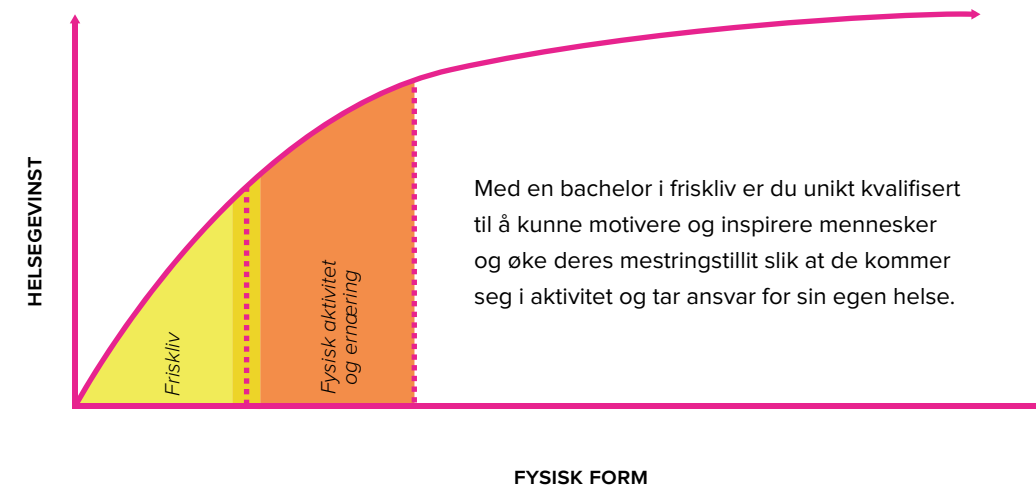 HELSEGEVINST
Friskliv
Fysisk aktivitet
og ernæring
Med en bachelor i friskliv er du unikt kvalifisert
til å kunne motivere og inspirere mennesker
og øke deres mestringstillit slik at de kommer
seg i aktivitet og tar ansvar for sin egen helse.
FYSISK FORM